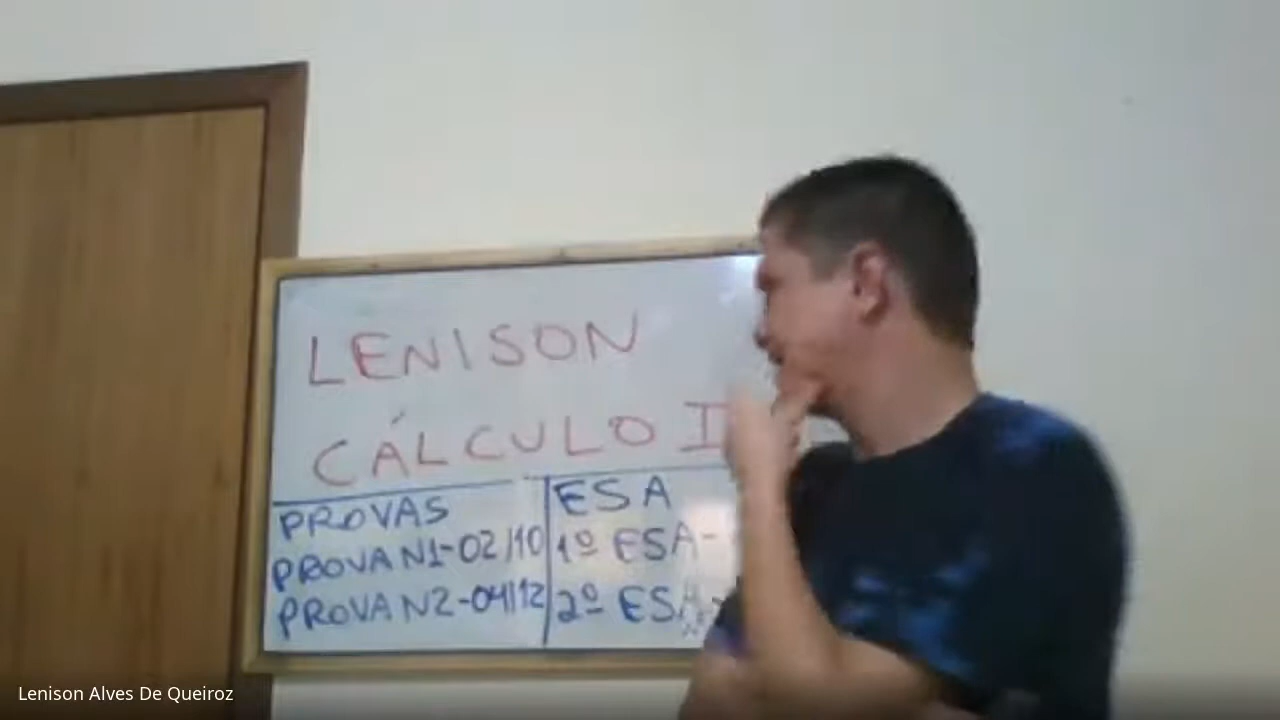 LENISON
CÁLCULO I
PROVAS
PROVA N1-02/10
PROVA N2-04/12
ESA
1º ESA-
2º ESA-
Lenison Alves De Queiroz